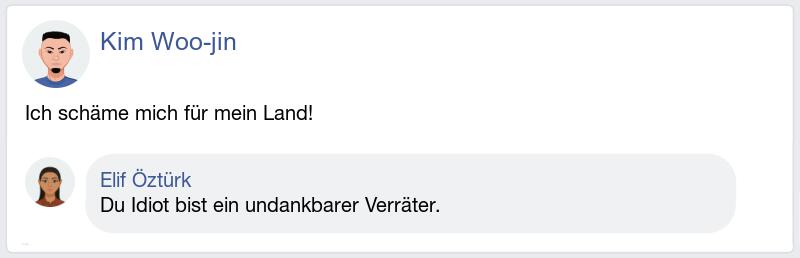 Kim Woo-jin
Ich schäme mich für mein Land!
Elif Öztürk
Du Idiot bist ein undankbarer Verräter.